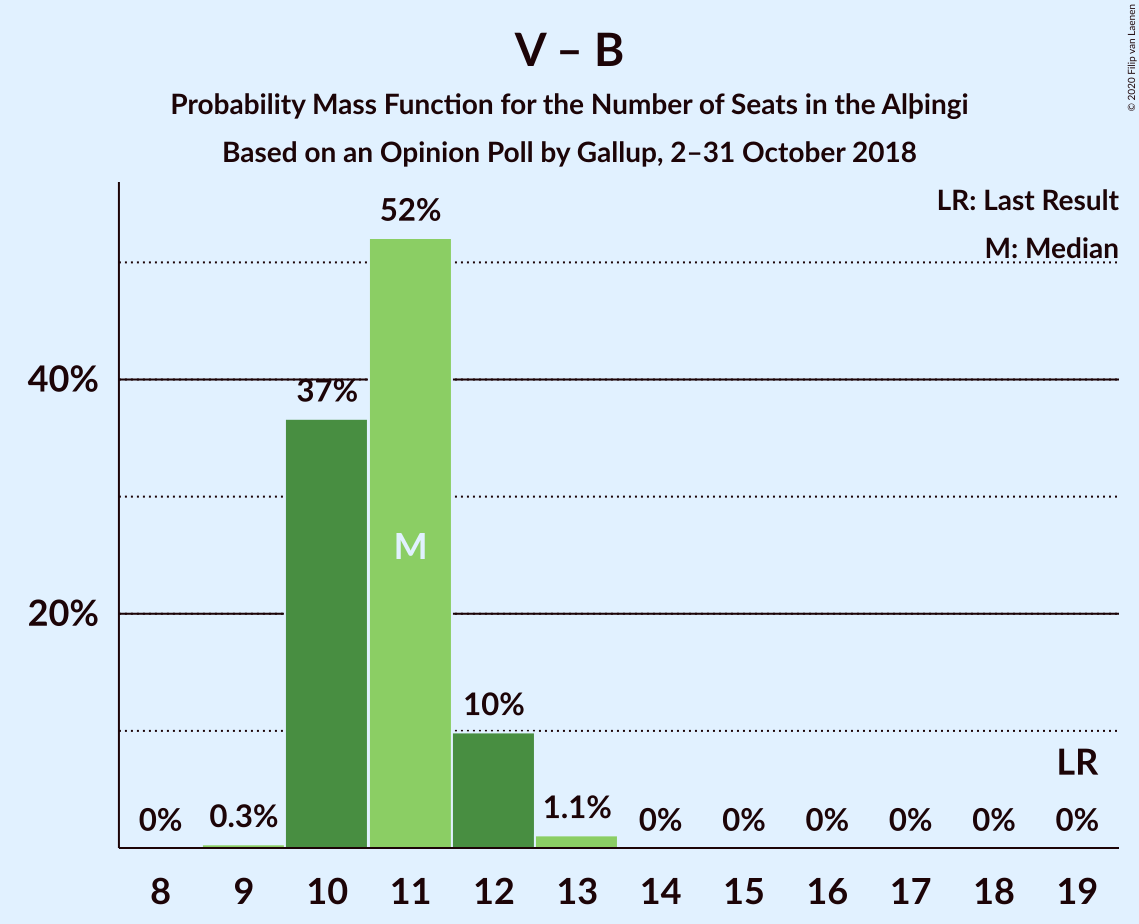 V – B
Probability Mass Function for the Number of Seats in the Alþingi
Based on an Opinion Poll by Gallup, 2–31 October 2018
© 2020 Filip van Laenen
LR: Last Result
M: Median
52%
40%
37%
M
20%
10%
LR
0% 0.3% 1.1% 0% 0% 0% 0% 0% 0%
8 9 10 11 12 13 14 15 16 17 18 19